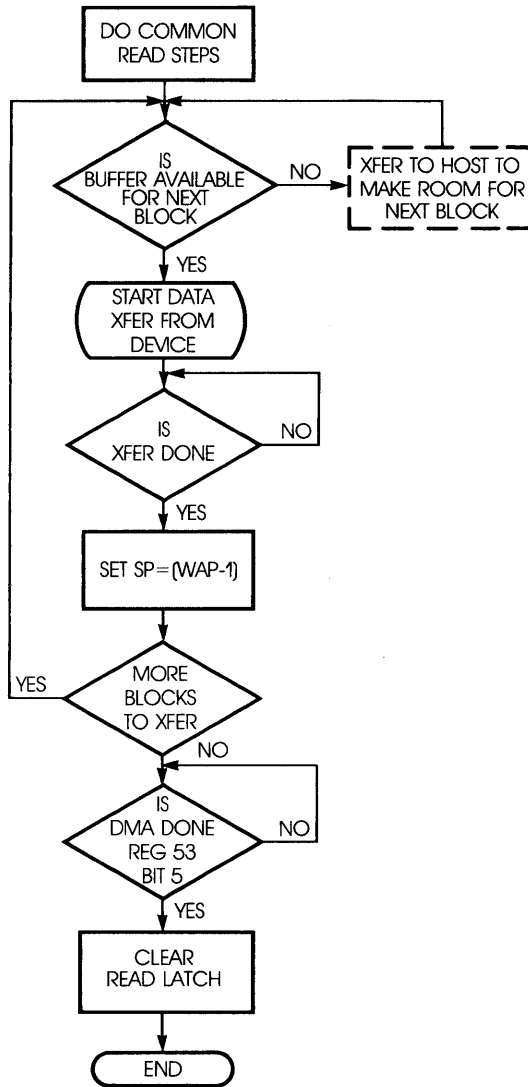 DO COMMON
READ STEPS
IS
BUFFER AVAILABLE
FOR NEXT
BLOCK
NO
XFER TO HOST TO
MAKE ROOM FOR
NEXT BLOCK
YES
START DATA
XFER FROM
DEVICE
IS
XFER DONE
NO
YES
SET SP=(WAP-1)
YES
MORE
BLOCKS
TO XFER
NO
IS
DMA DONE
REG 53
BIT 5
NO
YES
CLEAR
READ LATCH
END